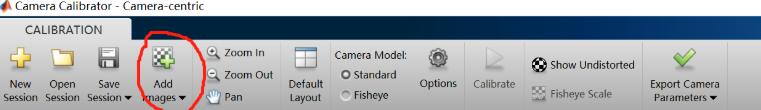 Camera Calibrator - Camera-centric
CALIBRATION
New
Session
Open
Session
Save
Session
Add
Images
Zoom In
Zoom Out
Pan
Default
Layout
Camera Model:
Standard
Fisheye
Options
Calibrate
Show Undistorted
Fisheye Scale
Export Camera
Parameters